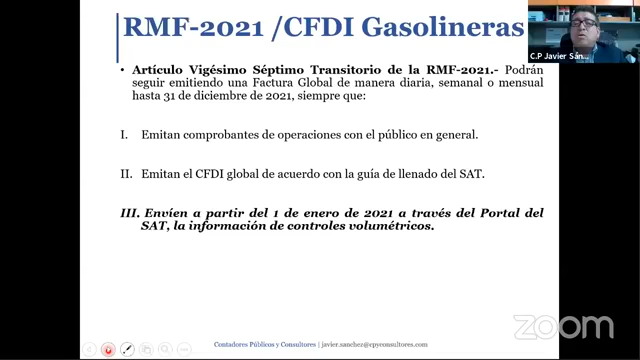 RMF-2021 /CFDI Gasolineras
C.P Javier Sán...
• Artículo Vigésimo Séptimo Transitorio de la RMF-2021.- Podrán
seguir emitiendo una Factura Global de manera diaria, semanal o mensual
hasta 31 de diciembre de 2021, siempre que:
I. Emitan comprobantes de operaciones con el público en general.
II. Emitan el CFDI global de acuerdo con la guía de llenado del SAT.
III. Envíen a partir del 1 de enero de 2021 a través del Portal del
SAT, la información de controles volumétricos.
Contadores Públicos y Consultores | javier.sanchez@cpyconsultores.com
zoom